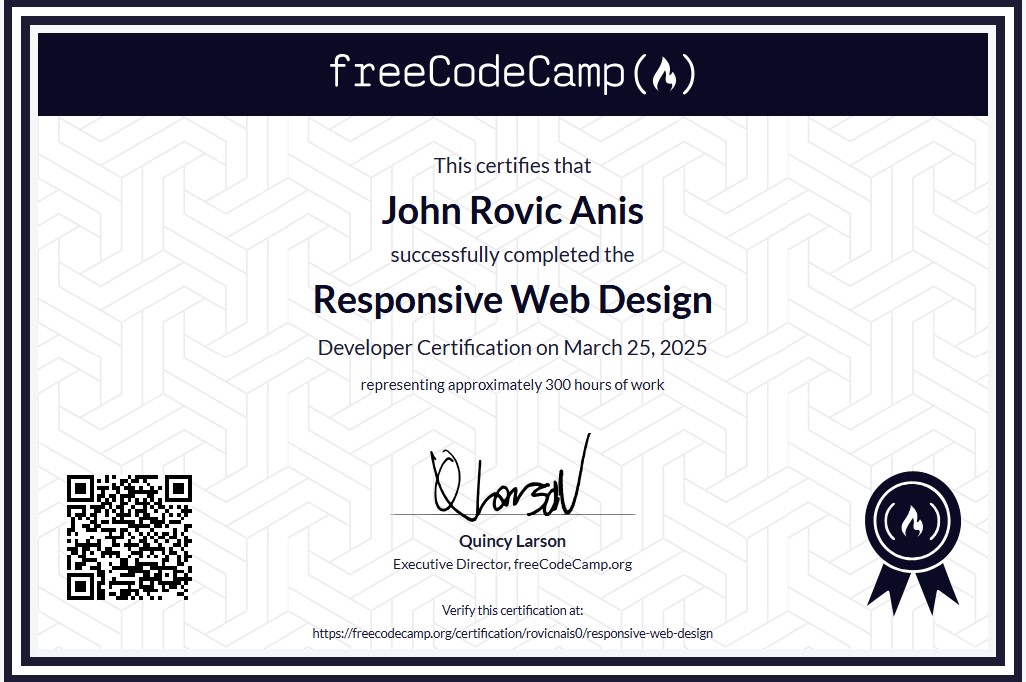 freeCodeCamp
This certifies that
John Rovic Anis
successfully completed the
Responsive Web Design
Developer Certification on March 25, 2025
representing approximately 300 hours of work
QLarson
Quincy Larson
Executive Director, freeCodeCamp.org
Verify this certification at:
https://freecodecamp.org/certification/rovicnais0/responsive-web-design